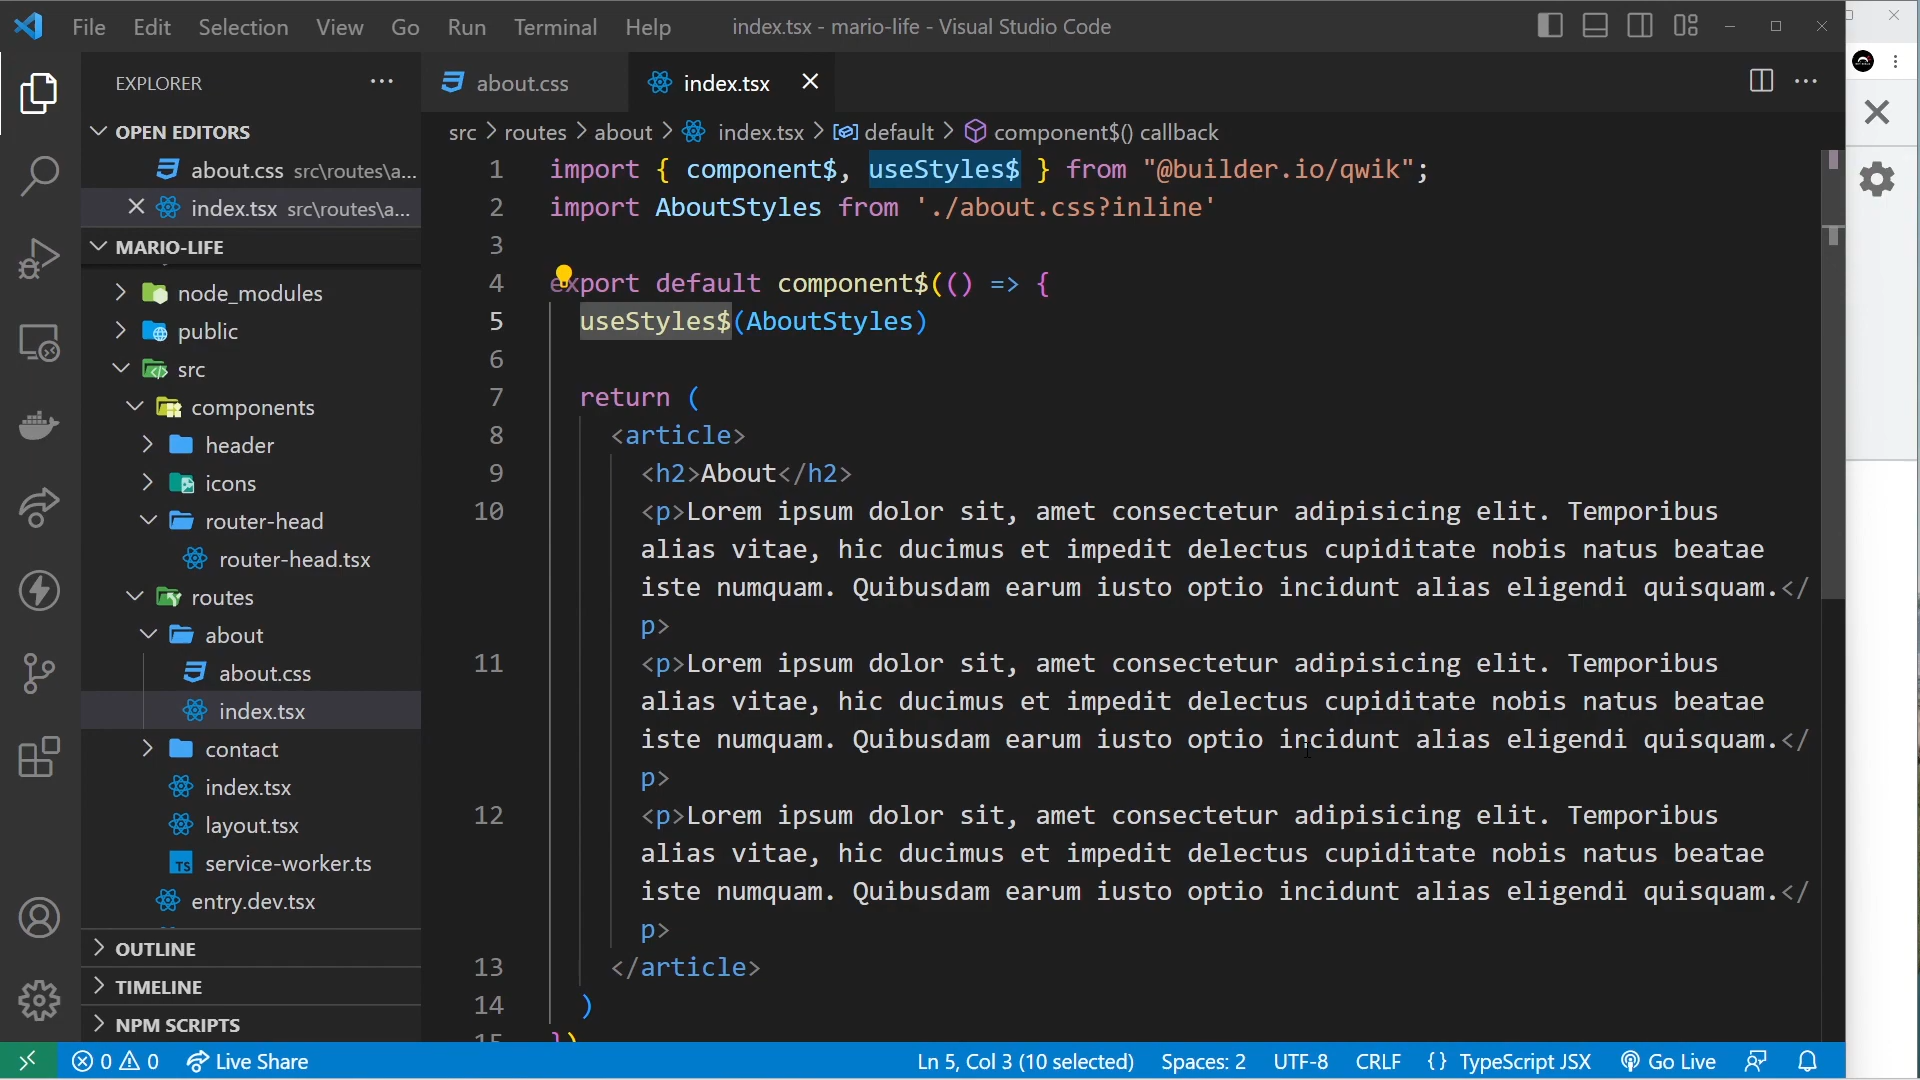 File Edit Selection View Go Run Terminal Help index.tsx - mario-life - Visual Studio Code
EXPLORER
OPEN EDITORS
about.css src\routes\a...
index.tsx src\routes\a...
MARIO-LIFE
node_modules
public
src
components
header
icons
router-head
router-head.tsx
routes
about
about.css
index.tsx
contact
index.tsx
layout.tsx
TS service-worker.ts
entry.dev.tsx
OUTLINE
TIMELINE
NPM SCRIPTS
about.css index.tsx
src > routes > about > index.tsx > default > component$() callback
1 import { component$, useStyles$ } from "@builder.io/qwik";
2 import AboutStyles from './about.css?inline'
3
4 export default component$(() => {
5 useStyles$(AboutStyles)
6
7 return (
8 <article>
9 <h2>About</h2>
10 <p>Lorem ipsum dolor sit, amet consectetur adipisicing elit. Temporibus
alias vitae, hic ducimus et impedit delectus cupiditate nobis natus beatae
iste numquam. Quibusdam earum iusto optio incidunt alias eligendi quisquam.</
p>
11 <p>Lorem ipsum dolor sit, amet consectetur adipisicing elit. Temporibus
alias vitae, hic ducimus et impedit delectus cupiditate nobis natus beatae
iste numquam. Quibusdam earum iusto optio incidunt alias eligendi quisquam.</
p>
12 <p>Lorem ipsum dolor sit, amet consectetur adipisicing elit. Temporibus
alias vitae, hic ducimus et impedit delectus cupiditate nobis natus beatae
iste numquam. Quibusdam earum iusto optio incidunt alias eligendi quisquam.</
p>
13 </article>
14 )
15 })
0 0 Live Share Ln 5, Col 3 (10 selected) Spaces: 2 UTF-8 CRLF {} TypeScript JSX Go Live